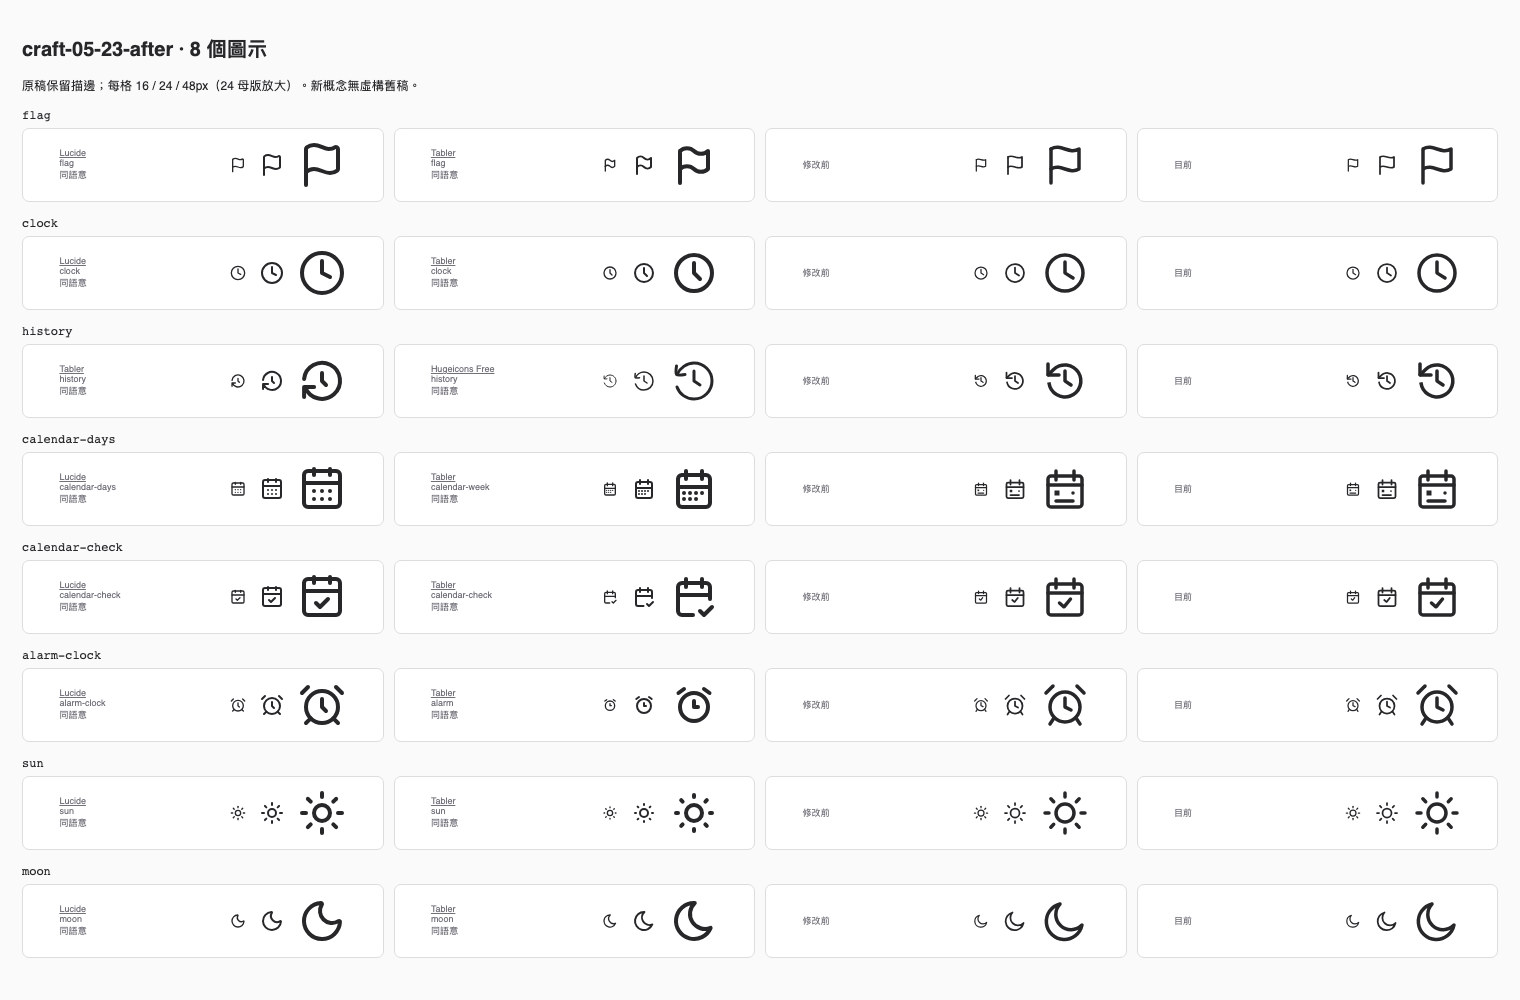 craft-05-23-after · 8 個圖示
原稿保留描邊；每格 16 / 24 / 48px（24 母版放大）。新概念無虛構舊稿。
flag
Lucide
flag
同語意
Tabler
flag
同語意
修改前
目前
clock
Lucide
clock
同語意
Tabler
clock
同語意
修改前
目前
history
Tabler
history
同語意
Hugeicons Free
history
同語意
修改前
目前
calendar-days
Lucide
calendar-days
同語意
Tabler
calendar-week
同語意
修改前
目前
calendar-check
Lucide
calendar-check
同語意
Tabler
calendar-check
同語意
修改前
目前
alarm-clock
Lucide
alarm-clock
同語意
Tabler
alarm
同語意
修改前
目前
sun
Lucide
sun
同語意
Tabler
sun
同語意
修改前
目前
moon
Lucide
moon
同語意
Tabler
moon
同語意
修改前
目前